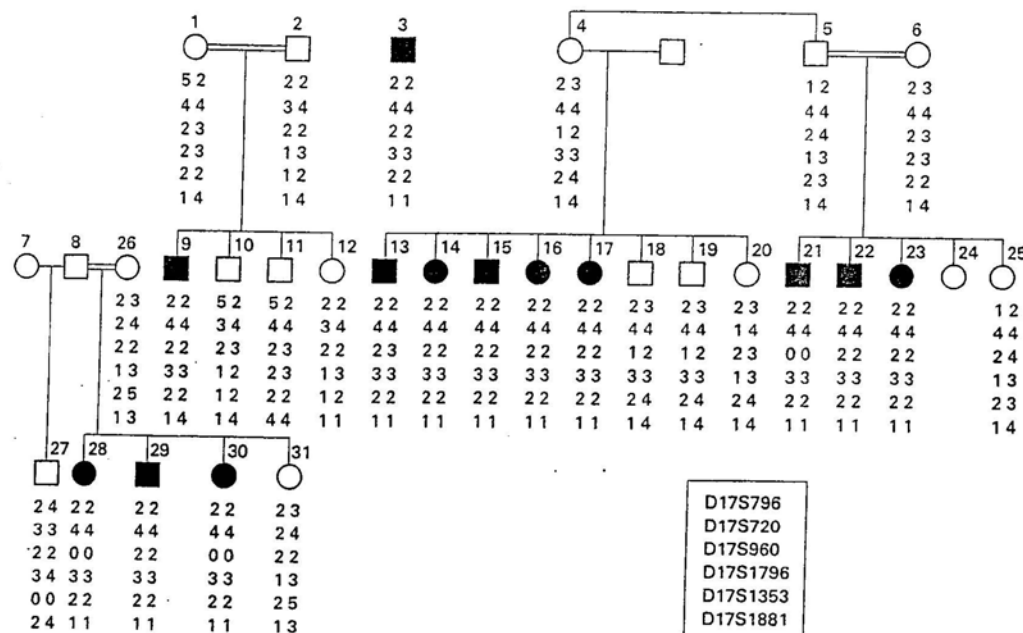 1 2 3 4 5 6
5 2 2 2 2 2 2 3 1 2 2 3
4 4 3 4 4 4 4 4 4 4 4 4
2 3 2 2 2 2 1 2 2 4 2 3
2 3 1 3 3 3 3 3 1 3 2 3
2 2 1 2 2 2 2 4 2 3 2 2
1 4 1 4 1 1 1 4 1 4 1 4
7 8 26 9 10 11 12 13 14 15 16 17 18 19 20 21 22 23 24 25
2 3 2 2 5 2 5 2 2 2 2 2 2 2 2 2 2 2 2 2 2 3 2 3 2 3 2 2 2 2 2 2 1 2
2 4 4 4 3 4 4 4 3 4 4 4 4 4 4 4 4 4 4 4 4 4 4 4 1 4 4 4 4 4 4 4 4 4
2 2 2 2 2 3 2 3 2 2 2 3 2 2 2 2 2 2 2 2 1 2 1 2 2 3 0 0 2 2 2 2 2 4
1 3 3 3 1 2 2 3 1 3 3 3 3 3 3 3 3 3 3 3 3 3 3 3 1 3 3 3 3 3 3 3 1 3
2 5 2 2 1 2 2 2 1 2 2 2 2 2 2 2 2 2 2 2 2 4 2 4 2 4 2 2 2 2 2 2 2 3
1 3 1 4 1 4 4 4 1 1 1 1 1 1 1 1 1 1 1 1 1 4 1 4 1 4 1 1 1 1 1 1 1 4
27 28 29 30 31
2 4 2 2 2 2 2 2 2 3
3 3 4 4 4 4 4 4 2 4
2 2 0 0 2 2 0 0 2 2
3 4 3 3 3 3 3 3 1 3
0 0 2 2 2 2 2 2 2 5
2 4 1 1 1 1 1 1 1 3
D17S796
D17S720
D17S960
D17S1796
D17S1353
D17S1881